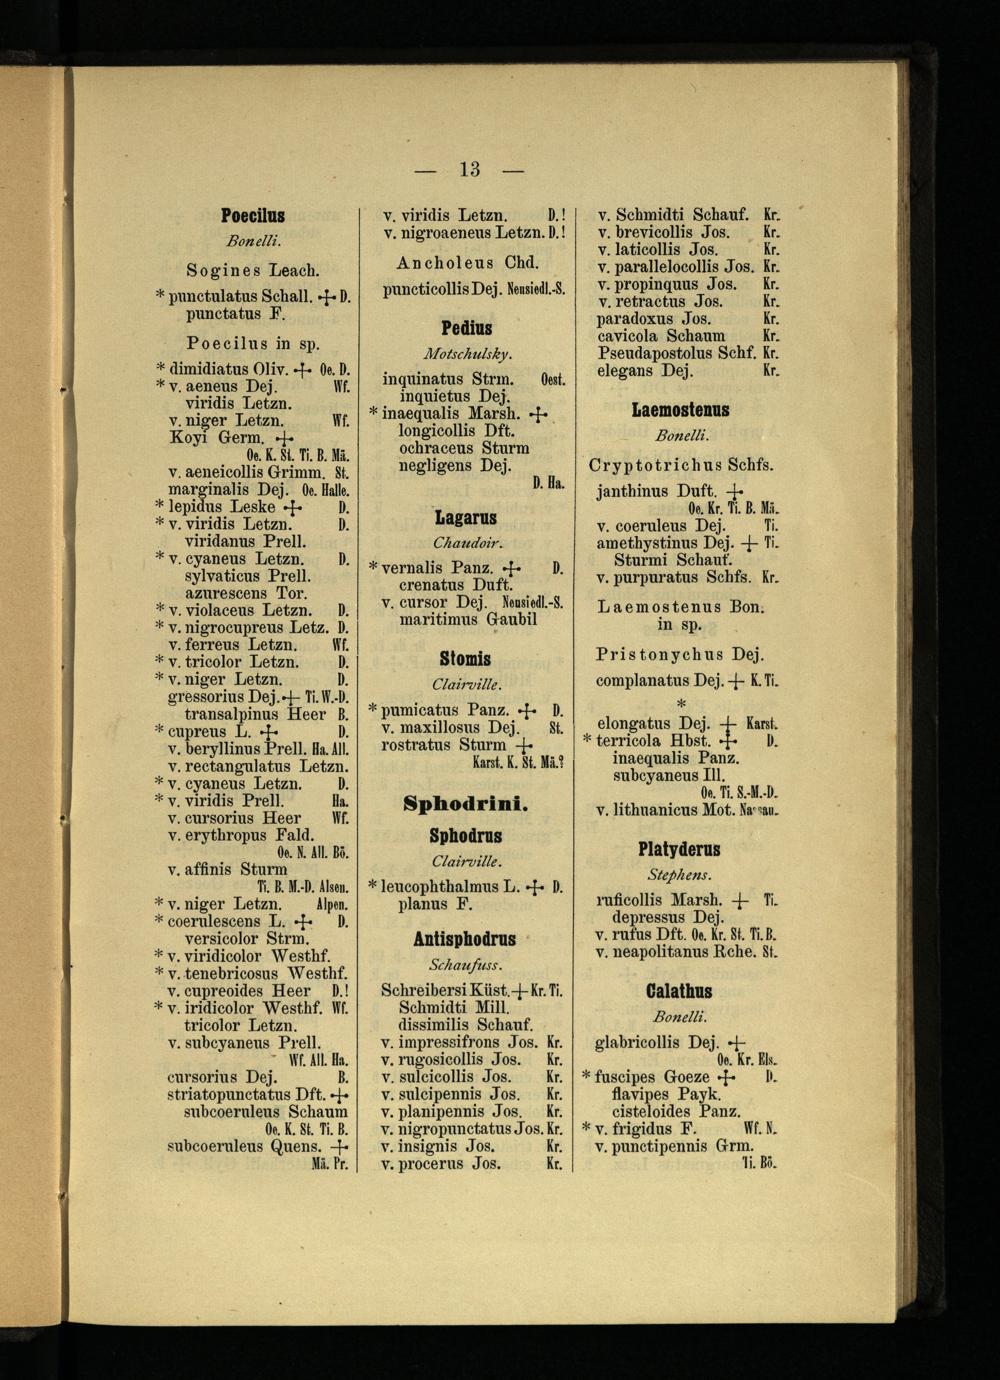 — 13 —
Poecilus
Bonelli.
Sogines Leach.
* punctulatus Schall. ⸭ D.
punctatus F.
Poecilus in sp.
* dimidiatus Oliv. ⸭ Oe. D.
* v. aeneus Dej. Wf.
viridis Letzn.
v. niger Letzn. Wf.
Koyi Germ. ⸭
Oe. K. St. Ti. B. Mä.
v. aeneicollis Grimm. St.
marginalis Dej. Oe. Halle.
* lepidus Leske ⸭ D.
* v. viridis Letzn. D.
viridanus Prell.
* v. cyaneus Letzn. D.
sylvaticus Prell.
azurescens Tor.
* v. violaceus Letzn. D.
* v. nigrocupreus Letz. D.
v. ferreus Letzn. Wf.
* v. tricolor Letzn. D.
* v. niger Letzn. D.
gressorius Dej. ⸭ Ti. W.-D.
transalpinus Heer B.
* cupreus L. ⸭ D.
v. beryllinus Prell. Ha. All.
v. rectangulatus Letzn.
* v. cyaneus Letzn. D.
* v. viridis Prell. Ha.
v. cursorius Heer Wf.
v. erythropus Fald.
Oe. N. All. Bö.
v. affinis Sturm
Ti. B. M.-D. Alsen.
* v. niger Letzn. Alpen.
* coerulescens L. ⸭ D.
versicolor Strm.
* v. viridicolor Westhf.
* v. tenebricosus Westhf.
v. cupreoides Heer D.!
* v. iridicolor Westhf. Wf.
tricolor Letzn.
v. subcyaneus Prell.
Wf. All. Ha.
cursorius Dej. B.
striatopunctatus Dft. ⸭
subcoeruleus Schaum
Oe. K. St. Ti. B.
subcoeruleus Quens. ⸭
Mä. Pr.
v. viridis Letzn. D.!
v. nigroaeneus Letzn. D.!
Ancholeus Chd.
puncticollis Dej. Neusiedl.-S.
Pedius
Motschulsky.
inquinatus Strm. Oest.
inquietus Dej.
* inaequalis Marsh. ⸭
longicollis Dft.
ochraceus Sturm
negligens Dej.
D. Ha.
Lagarus
Chaudoir.
* vernalis Panz. ⸭ D.
crenatus Duft.
v. cursor Dej. Neusiedl.-S.
maritimus Gaubil
Stomis
Clairville.
* pumicatus Panz. ⸭ D.
v. maxillosus Dej. St.
rostratus Sturm ⸭
Karst. K. St. Mä.?
Sphodrini.
Sphodrus
Clairville.
* leucophthalmus L. ⸭ D.
planus F.
Antisphodrus
Schaufuss.
Schreibersi Küst. ⸭ Kr. Ti.
Schmidti Mill.
dissimilis Schauf.
v. impressifrons Jos. Kr.
v. rugosicollis Jos. Kr.
v. sulcicollis Jos. Kr.
v. sulcipennis Jos. Kr.
v. planipennis Jos. Kr.
v. nigropunctatus Jos. Kr.
v. insignis Jos. Kr.
v. procerus Jos. Kr.
v. Schmidti Schauf. Kr.
v. brevicollis Jos. Kr.
v. laticollis Jos. Kr.
v. parallelocollis Jos. Kr.
v. propinquus Jos. Kr.
v. retractus Jos. Kr.
paradoxus Jos. Kr.
cavicola Schaum Kr.
Pseudapostolus Schf. Kr.
elegans Dej. Kr.
Laemostenus
Bonelli.
Cryptotrichus Schfs.
janthinus Duft. ⸭
Oe. Kr. Ti. B. Mä.
v. coeruleus Dej. Ti.
amethystinus Dej. ⸭ Ti.
Sturmi Schauf.
v. purpuratus Schfs. Kr.
Laemostenus Bon.
in sp.
Pristonychus Dej.
complanatus Dej. ⸭ K. Ti.
*
elongatus Dej. ⸭ Karst.
* terricola Hbst. ⸭ D.
inaequalis Panz.
subcyaneus Ill.
Oe. Ti. S.-M.-D.
v. lithuanicus Mot. Nassau.
Platyderus
Stephens.
ruficollis Marsh. ⸭ Ti.
depressus Dej.
v. rufus Dft. Oe. Kr. St. Ti. B.
v. neapolitanus Rche. St.
Calathus
Bonelli.
glabricollis Dej. ⸭
Oe. Kr. Els.
* fuscipes Goeze ⸭ D.
flavipes Payk.
cisteloides Panz.
* v. frigidus F. Wf. N.
v. punctipennis Grm.
Ti. Bö.